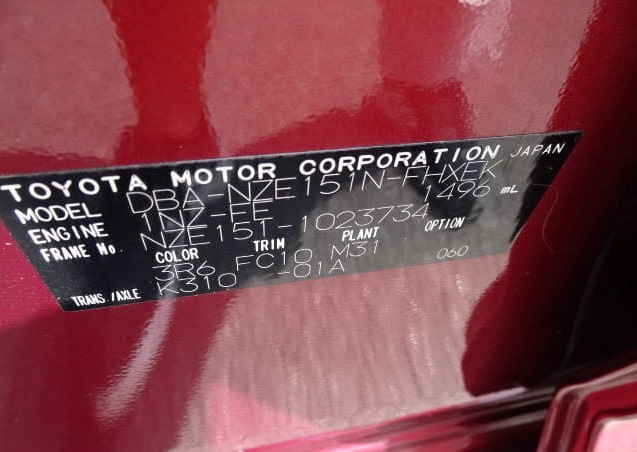 TOYOTA MOTOR CORPORATION JAPAN
MODEL DBA-NZE151N-FHXEK
ENGINE 1NZ-FE 1496 mL
FRAME No. NZE151-1023734
COLOR TRIM PLANT OPTION
3R6 FC10 M31 060
TRANS./AXLE K310 -01A